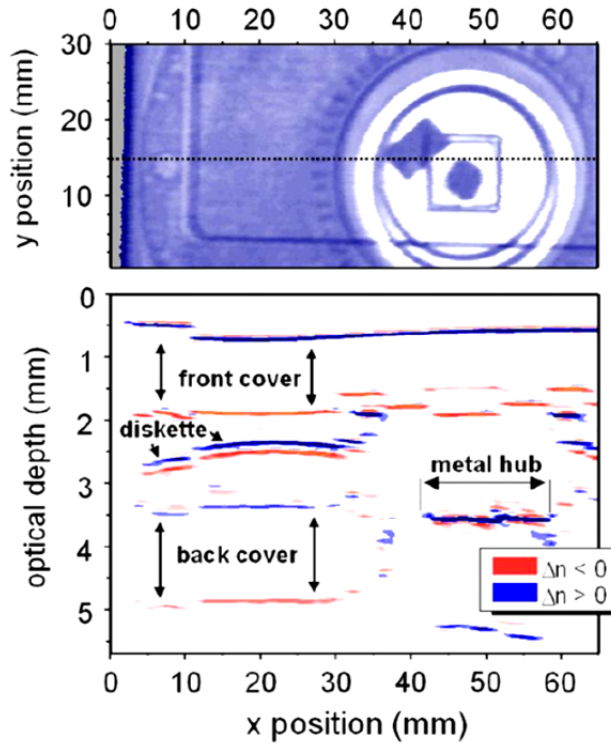 0 10 20 30 40 50 60
30
20
10
y position (mm)
0
1
2
3
4
5
optical depth (mm)
front cover
diskette
metal hub
back cover
Δn < 0
Δn > 0
0 10 20 30 40 50 60
x position (mm)